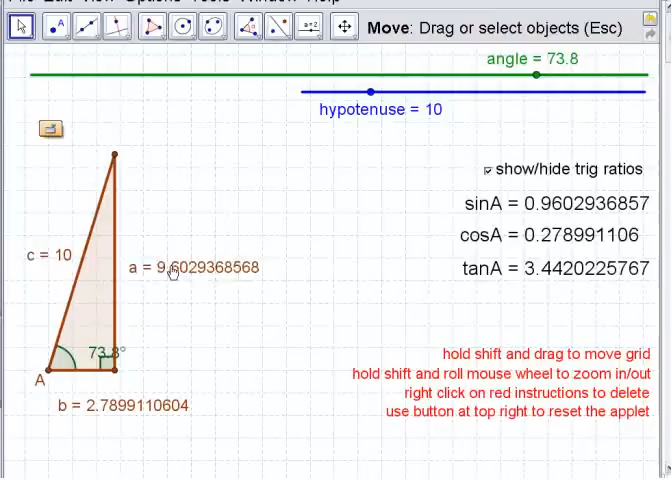 Move: Drag or select objects (Esc)
angle = 73.8
hypotenuse = 10
show/hide trig ratios
sinA = 0.9602936857
cosA = 0.278991106
tanA = 3.4420225767
c = 10
a = 9.6029368568
73.8°
A
b = 2.7899110604
hold shift and drag to move grid
hold shift and roll mouse wheel to zoom in/out
right click on red instructions to delete
use button at top right to reset the applet